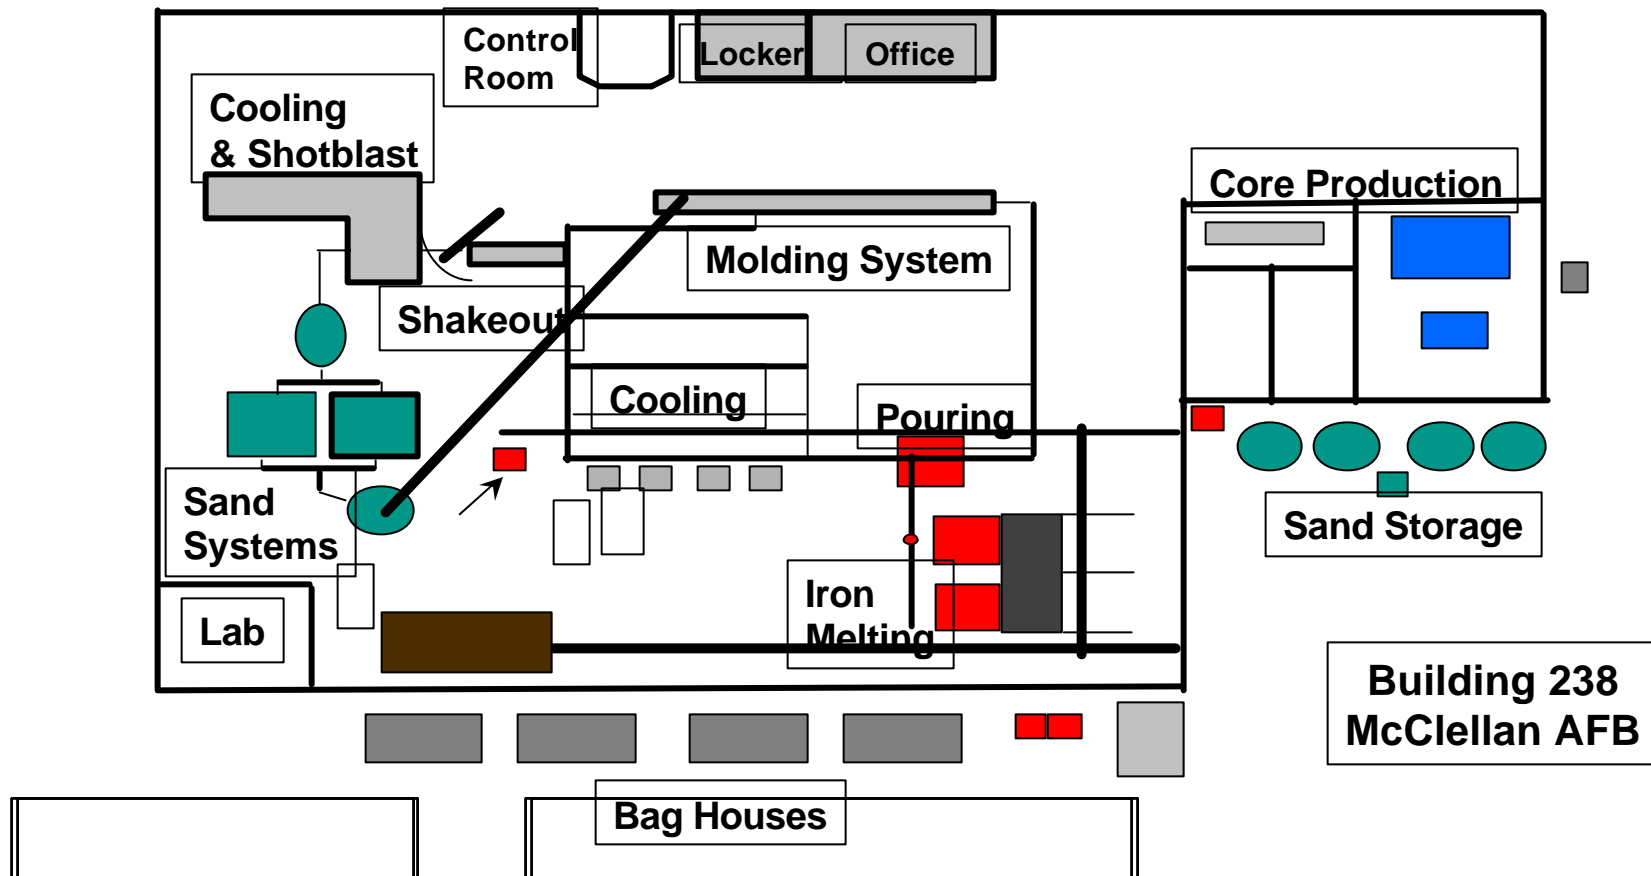 Control
Room
Locker
Office
Cooling
& Shotblast
Core Production
Molding System
Shakeout
Cooling
Pouring
Sand
Systems
Sand Storage
Iron
Melting
Lab
Building 238
McClellan AFB
Bag Houses